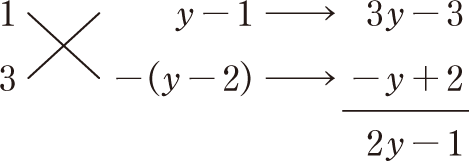 1 y − 1 ⟶ 3y − 3
3 −(y − 2) ⟶ −y + 2
2y − 1